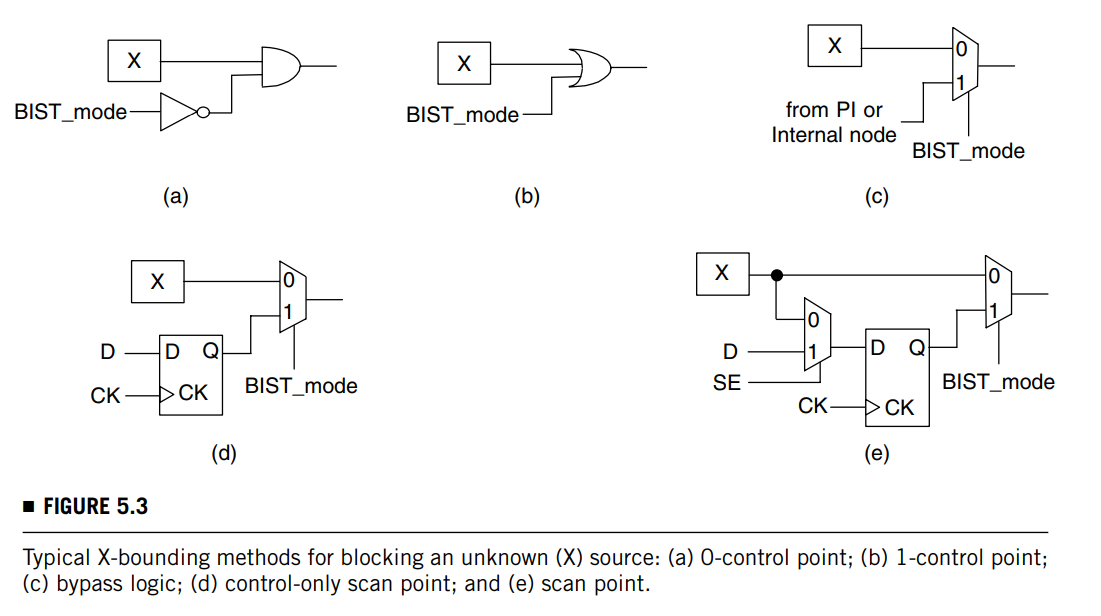 X
BIST_mode
(a)
X
BIST_mode
(b)
X
0
1
from PI or
Internal node
BIST_mode
(c)
X
0
1
D
D Q
CK
CK
BIST_mode
(d)
X
0
1
0
1
D
SE
D Q
CK
CK
BIST_mode
(e)
■ FIGURE 5.3
Typical X-bounding methods for blocking an unknown (X) source: (a) 0-control point; (b) 1-control point;
(c) bypass logic; (d) control-only scan point; and (e) scan point.